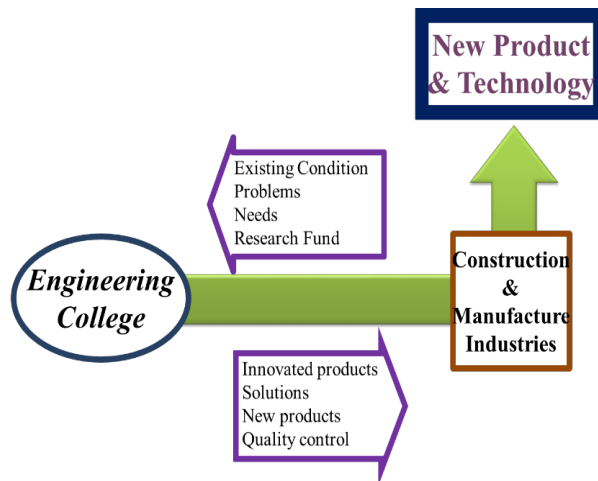 New Product
& Technology
Existing Condition
Problems
Needs
Research Fund
Engineering
College
Construction
&
Manufacture
Industries
Innovated products
Solutions
New products
Quality control